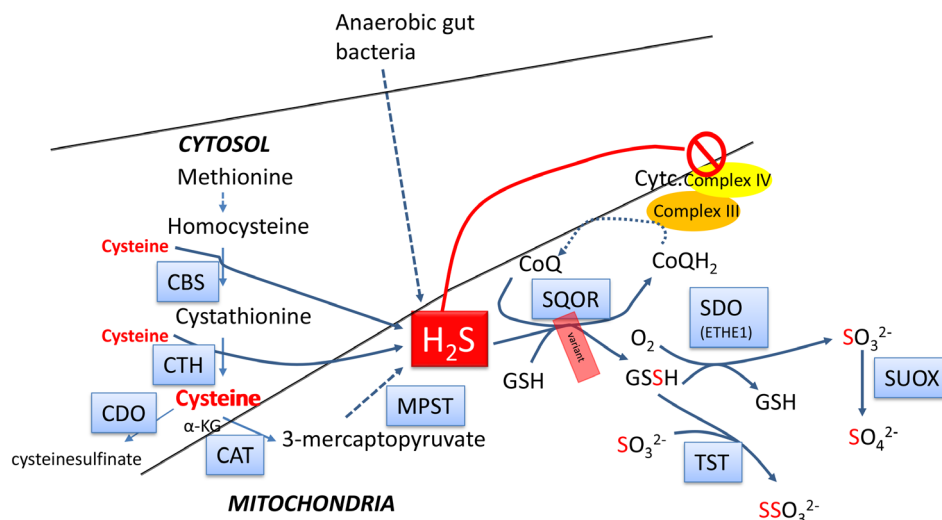 Anaerobic gut
bacteria
CYTOSOL
Methionine
Homocysteine
Cysteine
CBS
Cystathionine
Cysteine
CTH
Cysteine
CDO
α-KG
CAT
cysteinesulfinate
3-mercaptopyruvate
MPST
MITOCHONDRIA
H₂S
Cytc.Complex IV
Complex III
CoQ
CoQH₂
SQOR
variant
GSH
GSSH
O₂
SDO
(ETHE1)
GSH
SO₃²⁻
SUOX
SO₄²⁻
SO₃²⁻
TST
SSO₃²⁻